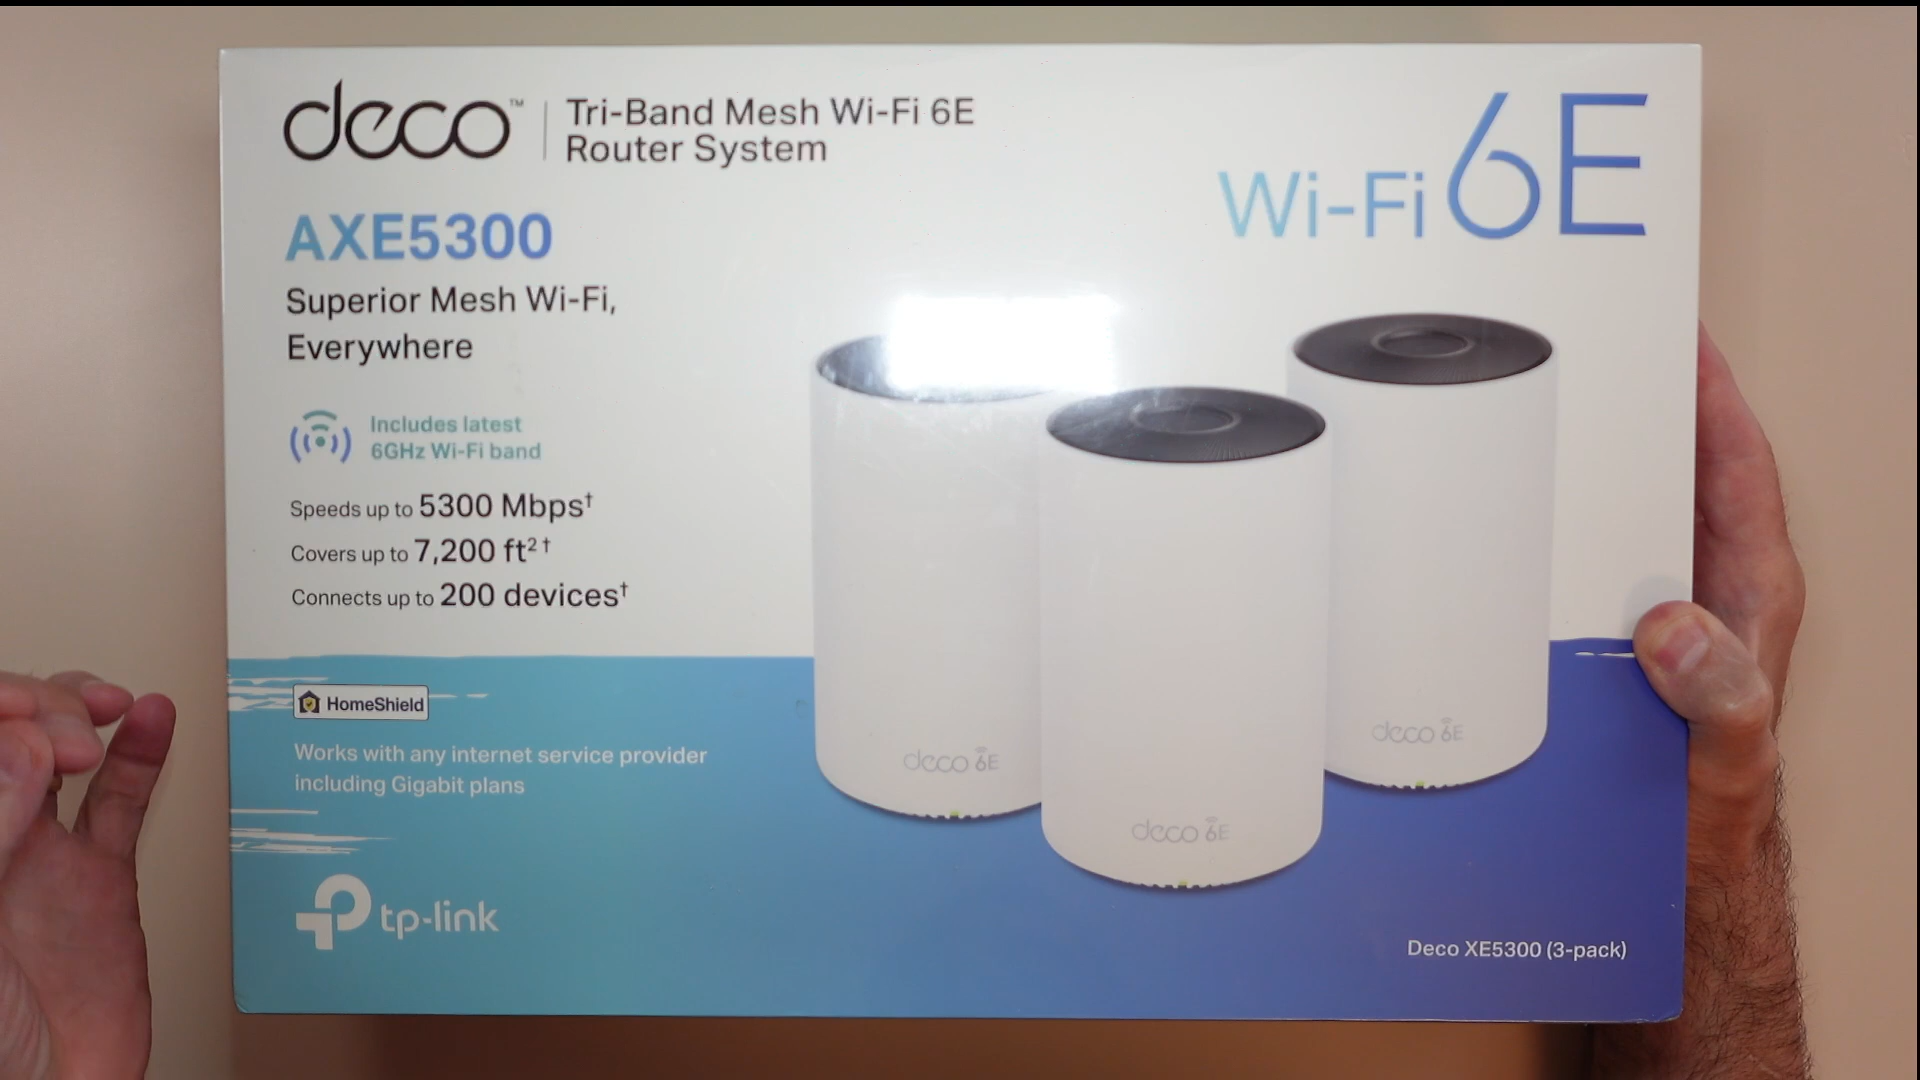 deco™
Tri-Band Mesh Wi-Fi 6E
Router System
Wi-Fi 6E
AXE5300
Superior Mesh Wi-Fi,
Everywhere
Includes latest
6GHz Wi-Fi band
Speeds up to 5300 Mbps†
Covers up to 7,200 ft²†
Connects up to 200 devices†
HomeShield
Works with any internet service provider
including Gigabit plans
deco 6E
deco 6E
deco 6E
tp-link
Deco XE5300 (3-pack)